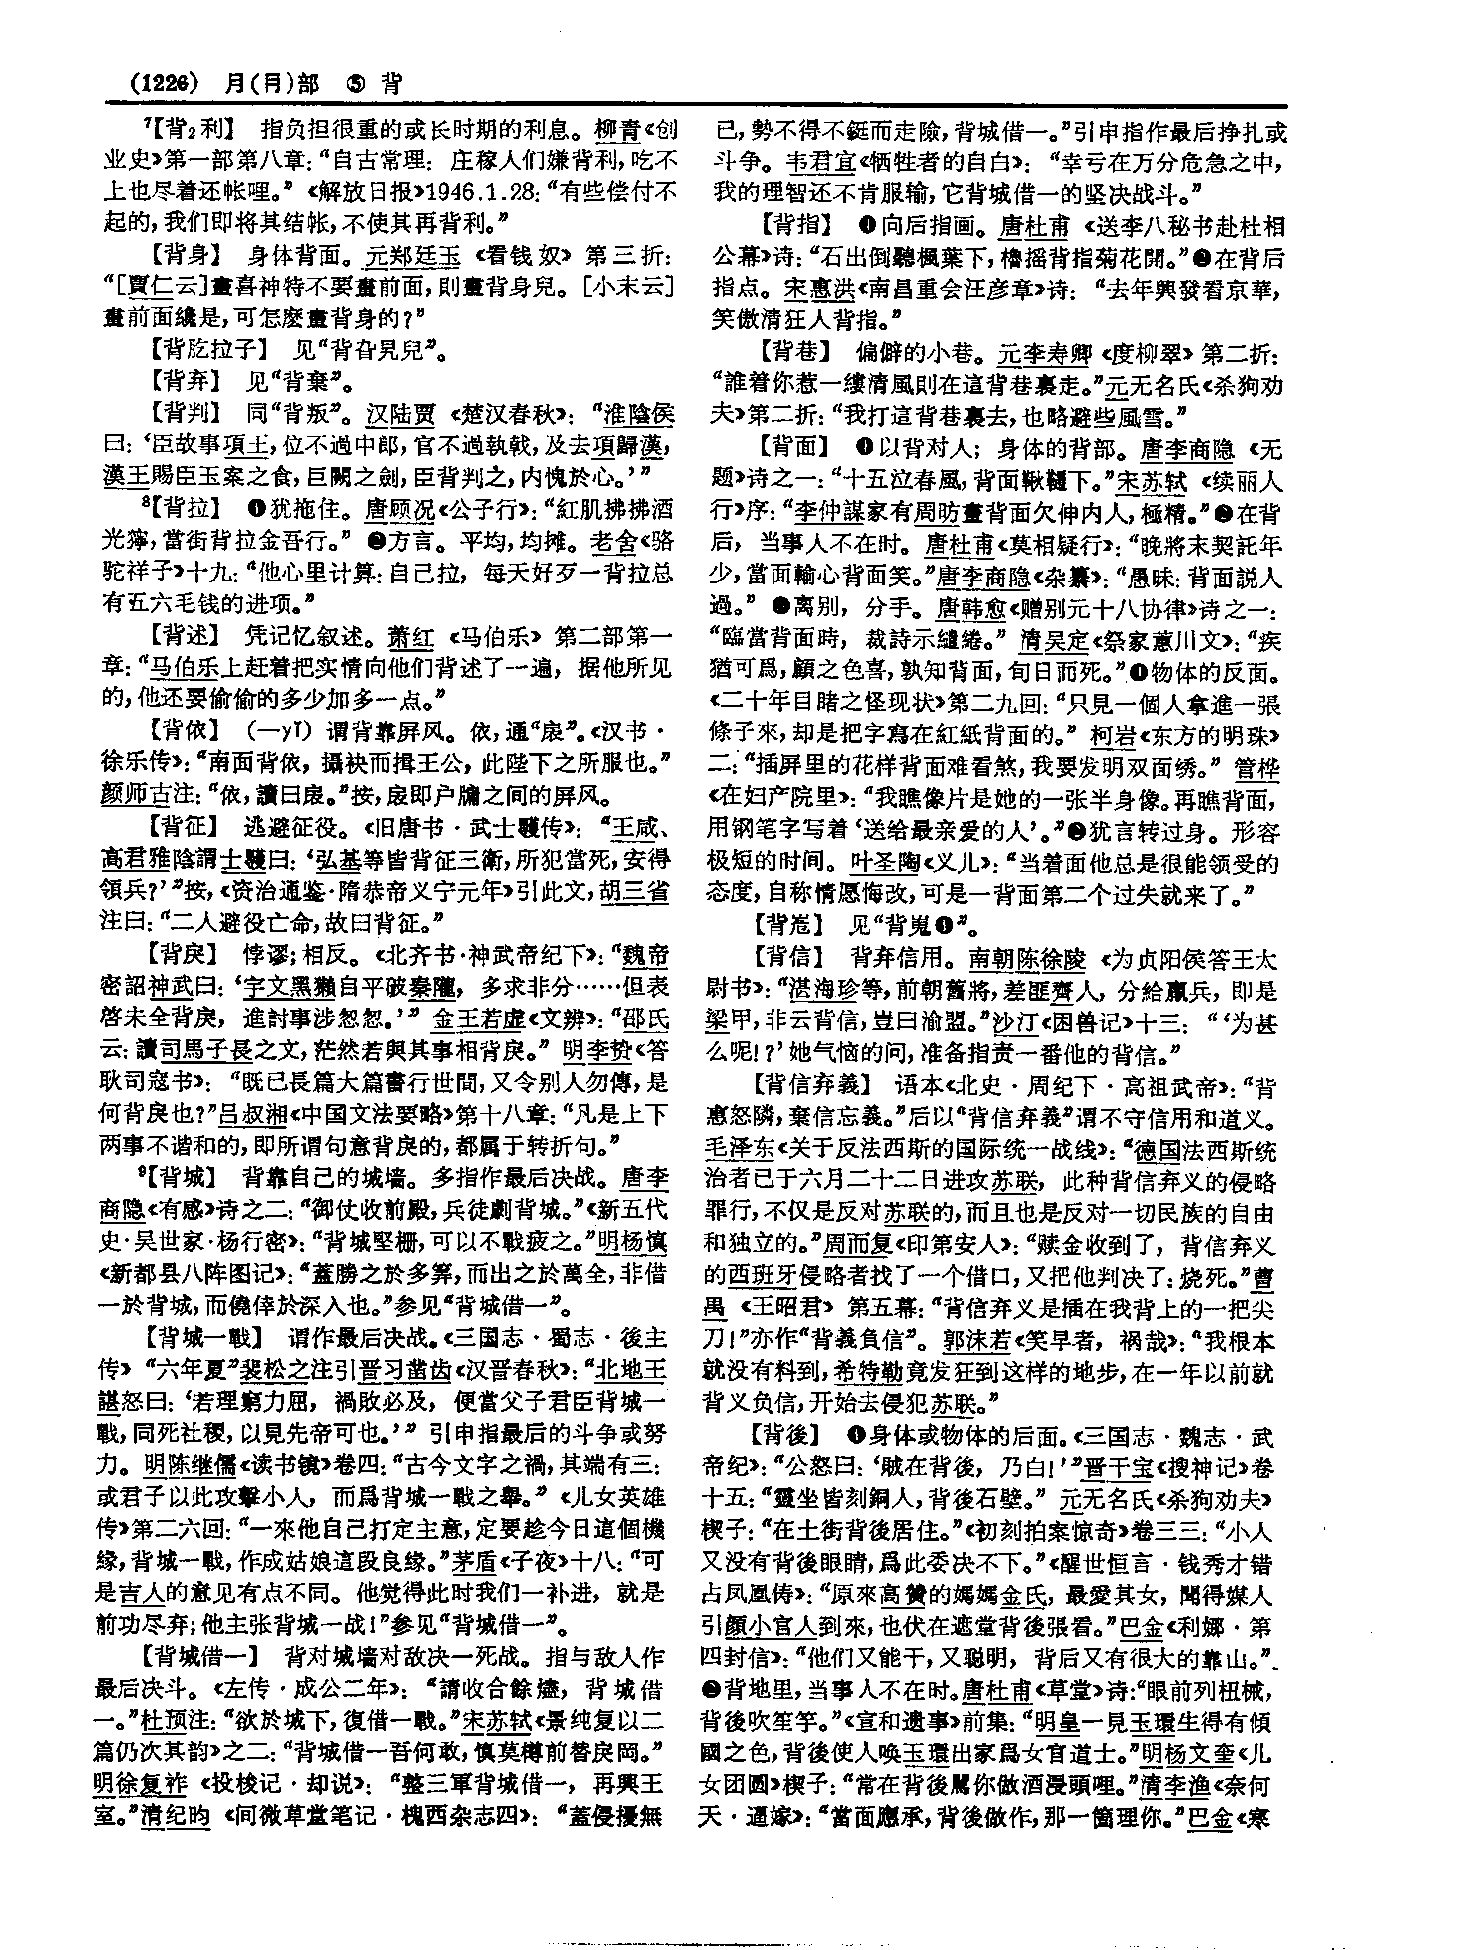 (1226) 月(月)部 ⑤ 背
⁷【背₂利】 指负担很重的或长时期的利息。柳青《创
业史》第一部第八章：“自古常理：庄稼人们嫌背利，吃不
上也尽着还帐哩。”《解放日报》1946.1.28：“有些偿付不
起的，我们即将其结帐，不使其再背利。”
【背身】 身体背面。元郑廷玉《看钱奴》第三折：
“［賈仁云］畫喜神特不要畫前面，則畫背身兒。［小末云］
畫前面纔是，可怎麽畫背身的？”
【背肐拉子】 见“背旮旯兒”。
【背弃】 见“背棄”。
【背判】 同“背叛”。汉陆贾《楚汉春秋》：“淮陰侯
曰：‘臣故事項王，位不過中郎，官不過執戟，及去項歸漢，
漢王賜臣玉案之食，巨闕之劍，臣背判之，内愧於心。’”
⁸【背拉】 ❶犹拖住。唐顾况《公子行》：“紅肌拂拂酒
光獰，當街背拉金吾行。” ❷方言。平均，均摊。老舍《骆
驼祥子》十九：“他心里计算：自己拉，每天好歹一背拉总
有五六毛钱的进项。”
【背述】 凭记忆叙述。萧红《马伯乐》第二部第一
章：“马伯乐上赶着把实情向他们背述了一遍，据他所见
的，他还要偷偷的多少加多一点。”
【背依】 （—yǐ）谓背靠屏风。依，通“扆”。《汉书·
徐乐传》：“南面背依，攝袂而揖王公，此陛下之所服也。”
颜师古注：“依，讀曰扆。”按，扆即户牖之间的屏风。
【背征】 逃避征役。《旧唐书·武士彠传》：“王威、
高君雅陰謂士彠曰：‘弘基等皆背征三衛，所犯當死，安得
領兵？’”按，《资治通鉴·隋恭帝义宁元年》引此文，胡三省
注曰：“二人避役亡命，故曰背征。”
【背戾】 悖谬；相反。《北齐书·神武帝纪下》：“魏帝
密詔神武曰：‘宇文黑獺自平破秦隴，多求非分……但表
啓未全背戾，進討事涉怱怱。’” 金王若虚《文辨》：“邵氏
云：讀司馬子長之文，茫然若與其事相背戾。” 明李贽《答
耿司寇书》：“既已長篇大篇書行世間，又令别人勿傳，是
何背戾也？”吕叔湘《中国文法要略》第十八章：“凡是上下
两事不谐和的，即所谓句意背戾的，都属于转折句。”
⁹【背城】 背靠自己的城墙。多指作最后决战。唐李
商隐《有感》诗之二：“御仗收前殿，兵徒劇背城。”《新五代
史·吴世家·杨行密》：“背城堅栅，可以不戰疲之。”明杨慎
《新都县八阵图记》：“蓋勝之於多筭，而出之於萬全，非借
一於背城，而僥倖於深入也。”参见“背城借一”。
【背城一戰】 谓作最后决战。《三国志·蜀志·後主
传》“六年夏”裴松之注引晋习凿齿《汉晋春秋》：“北地王
諶怒曰：‘若理窮力屈，禍敗必及，便當父子君臣背城一
戰，同死社稷，以見先帝可也。’” 引申指最后的斗争或努
力。明陈继儒《读书镜》卷四：“古今文字之禍，其端有三：
或君子以此攻擊小人，而爲背城一戰之舉。”《儿女英雄
传》第二六回：“一來他自己打定主意，定要趁今日這個機
緣，背城一戰，作成姑娘這段良緣。”茅盾《子夜》十八：“可
是吉人的意见有点不同。他觉得此时我们一补进，就是
前功尽弃；他主张背城一战！”参见“背城借一”。
【背城借一】 背对城墙对敌决一死战。指与敌人作
最后决斗。《左传·成公二年》：“請收合餘燼，背城借
一。”杜预注：“欲於城下，復借一戰。”宋苏轼《景纯复以二
篇仍次其韵》之二：“背城借一吾何敢，慎莫樽前替戾岡。”
明徐复祚《投梭记·却说》：“整三軍背城借一，再興王
室。”清纪昀《阅微草堂笔记·槐西杂志四》：“蓋侵擾無
已，勢不得不鋌而走險，背城借一。”引申指作最后挣扎或
斗争。韦君宜《牺牲者的自白》：“幸亏在万分危急之中，
我的理智还不肯服输，它背城借一的坚决战斗。”
【背指】 ❶向后指画。唐杜甫《送李八秘书赴杜相
公幕》诗：“石出倒聽楓葉下，櫓摇背指菊花開。”❷在背后
指点。宋惠洪《南昌重会汪彦章》诗：“去年興發看京華，
笑傲清狂人背指。”
【背巷】 偏僻的小巷。元李寿卿《度柳翠》第二折：
“誰着你惹一縷清風則在這背巷裏走。”元无名氏《杀狗劝
夫》第二折：“我打這背巷裏去，也略避些風雪。”
【背面】 ❶以背对人；身体的背部。唐李商隐《无
题》诗之一：“十五泣春風，背面鞦韆下。”宋苏轼《续丽人
行》序：“李仲謀家有周昉畫背面欠伸内人，極精。”❷在背
后，当事人不在时。唐杜甫《莫相疑行》：“晚將末契託年
少，當面輸心背面笑。”唐李商隐《杂纂》：“愚昧：背面説人
過。” ❸离别，分手。唐韩愈《赠别元十八协律》诗之一：
“臨當背面時，裁詩示繾綣。” 清吴定《祭家蕙川文》：“疾
猶可爲，顧之色喜，孰知背面，旬日而死。”❹物体的反面。
《二十年目睹之怪现状》第二九回：“只見一個人拿進一張
條子來，却是把字寫在紅紙背面的。” 柯岩《东方的明珠》
二：“插屏里的花样背面难看煞，我要发明双面绣。” 管桦
《在妇产院里》：“我瞧像片是她的一张半身像。再瞧背面，
用钢笔字写着‘送给最亲爱的人’。”❺犹言转过身。形容
极短的时间。叶圣陶《义儿》：“当着面他总是很能领受的
态度，自称情愿悔改，可是一背面第二个过失就来了。”
【背嵬】 见“背嵬❶”。
【背信】 背弃信用。南朝陈徐陵《为贞阳侯答王太
尉书》：“湛海珍等，前朝舊將，差匪齊人，分給羸兵，即是
梁甲，非云背信，豈曰渝盟。”沙汀《困兽记》十三：“‘为甚
么呢！？’她气恼的问，准备指责一番他的背信。”
【背信弃義】 语本《北史·周纪下·高祖武帝》：“背
惠怒隣，棄信忘義。”后以“背信弃義”谓不守信用和道义。
毛泽东《关于反法西斯的国际统一战线》：“德国法西斯统
治者已于六月二十二日进攻苏联，此种背信弃义的侵略
罪行，不仅是反对苏联的，而且也是反对一切民族的自由
和独立的。”周而复《印第安人》：“赎金收到了，背信弃义
的西班牙侵略者找了一个借口，又把他判决了：烧死。”曹
禺《王昭君》第五幕：“背信弃义是插在我背上的一把尖
刀！”亦作“背義負信”。郭沫若《笑早者，祸哉》：“我根本
就没有料到，希特勒竟发狂到这样的地步，在一年以前就
背义负信，开始去侵犯苏联。”
【背後】 ❶身体或物体的后面。《三国志·魏志·武
帝纪》：“公怒曰：‘賊在背後，乃白！’”晋干宝《搜神记》卷
十五：“靈坐皆刻銅人，背後石壁。” 元无名氏《杀狗劝夫》
楔子：“在土街背後居住。”《初刻拍案惊奇》卷三三：“小人
又没有背後眼睛，爲此委决不下。”《醒世恒言·钱秀才错
占凤凰俦》：“原來高贊的媽媽金氏，最愛其女，聞得媒人
引顔小官人到來，也伏在遮堂背後張看。”巴金《利娜·第
四封信》：“他们又能干，又聪明，背后又有很大的靠山。”
❷背地里，当事人不在时。唐杜甫《草堂》诗：“眼前列杻械，
背後吹笙竽。”《宣和遗事》前集：“明皇一見玉環生得有傾
國之色，背後使人唤玉環出家爲女官道士。”明杨文奎《儿
女团圆》楔子：“常在背後駡你做酒漫頭哩。”清李渔《奈何
天·逼嫁》：“當面應承，背後做作，那一箇理你。”巴金《寒